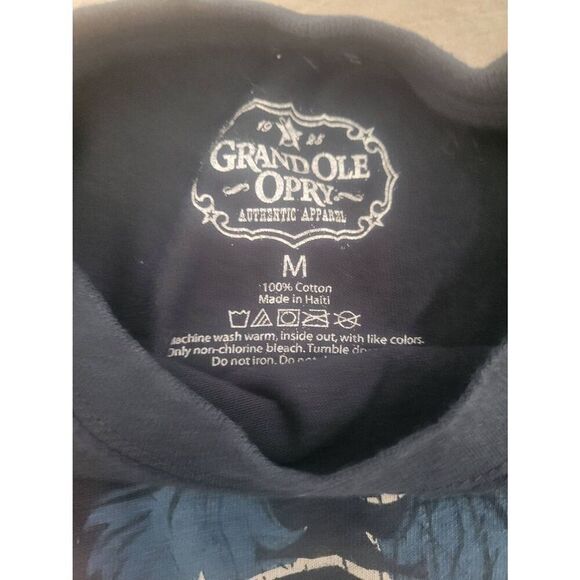 19 25
GRAND OLE
OPRY
AUTHENTIC APPAREL
M
100% Cotton
Made in Haiti
Machine wash warm, inside out, with like colors.
Only non-chlorine bleach. Tumble
Do not iron. Do